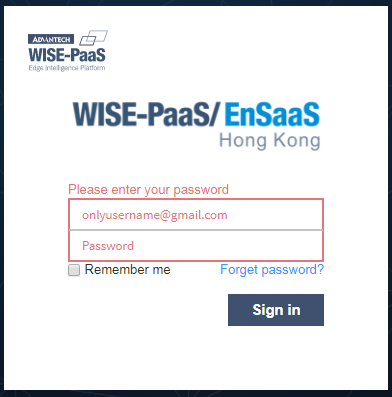 ADVANTECH
WISE-PaaS
Edge Intelligence Platform
WISE-PaaS/ EnSaaS
Hong Kong
Please enter your password
onlyusername@gmail.com
Password
Remember me Forget password?
Sign in